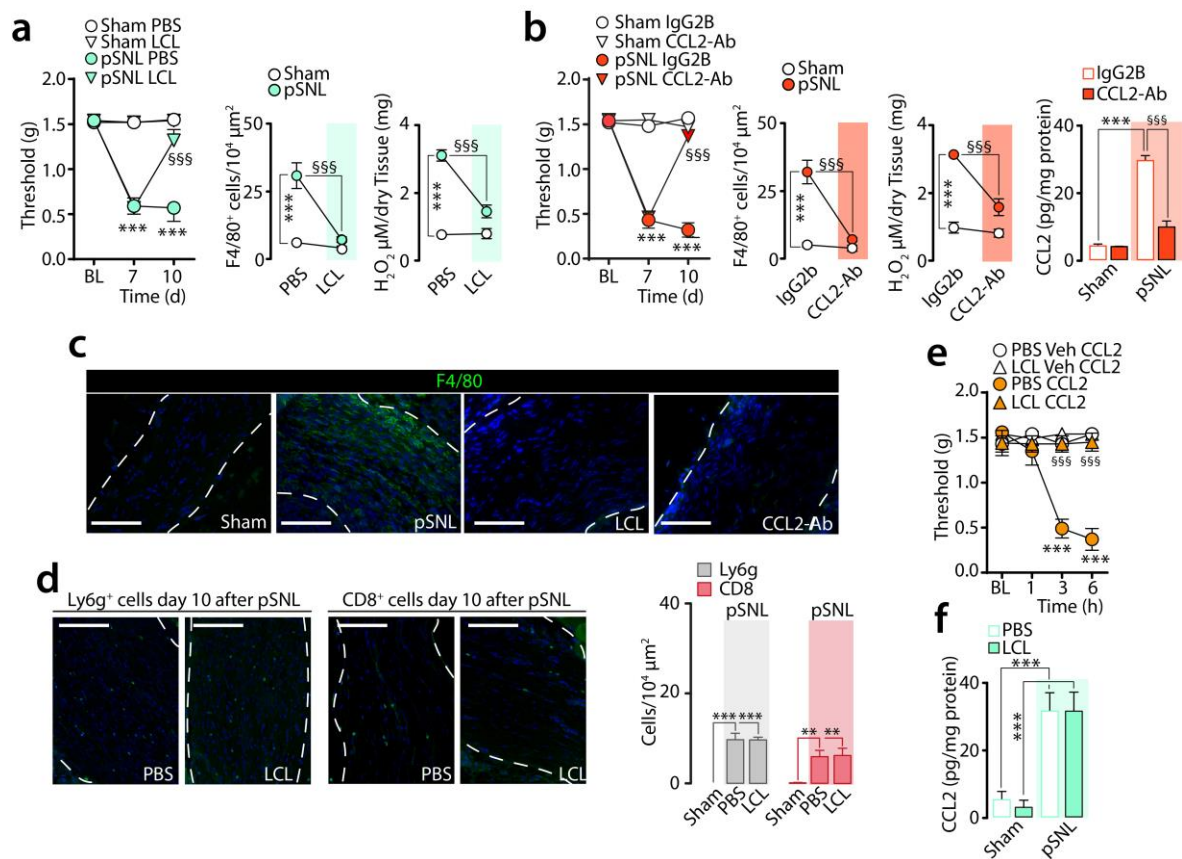 a
Sham PBS
Sham LCL
pSNL PBS
pSNL LCL
2.0
1.5
1.0
0.5
0.0
Threshold (g)
§§§
***
***
BL 7 10
Time (d)
Sham
pSNL
F4/80⁺ cells/10⁴ µm²
50
25
0
§§§
***
PBS
LCL
H₂O₂ µM/dry Tissue (mg)
4
2
0
§§§
***
PBS
LCL
b
Sham IgG2B
Sham CCL2-Ab
pSNL IgG2B
pSNL CCL2-Ab
2.0
1.5
1.0
0.5
0.0
Threshold (g)
§§§
***
***
BL 7 10
Time (d)
Sham
pSNL
F4/80⁺ cells/10⁴ µm²
50
25
0
§§§
***
IgG2b
CCL2-Ab
H₂O₂ µM/dry Tissue (mg)
4
2
0
§§§
***
IgG2b
CCL2-Ab
IgG2B
CCL2-Ab
CCL2 (pg/mg protein)
40
20
0
***
§§§
Sham
pSNL
c
F4/80
Sham
pSNL
LCL
CCL2-Ab
d
Ly6g⁺ cells day 10 after pSNL
CD8⁺ cells day 10 after pSNL
PBS
LCL
PBS
LCL
Ly6g
CD8
pSNL
pSNL
Cells/10⁴ µm²
40
20
0
***
***
**
**
Sham
PBS
LCL
Sham
PBS
LCL
e
PBS Veh CCL2
LCL Veh CCL2
PBS CCL2
LCL CCL2
2.0
1.5
1.0
0.5
0.0
Threshold (g)
§§§
§§§
***
***
BL 1 3 6
Time (h)
f
PBS
LCL
CCL2 (pg/mg protein)
40
20
0
***
***
Sham
pSNL